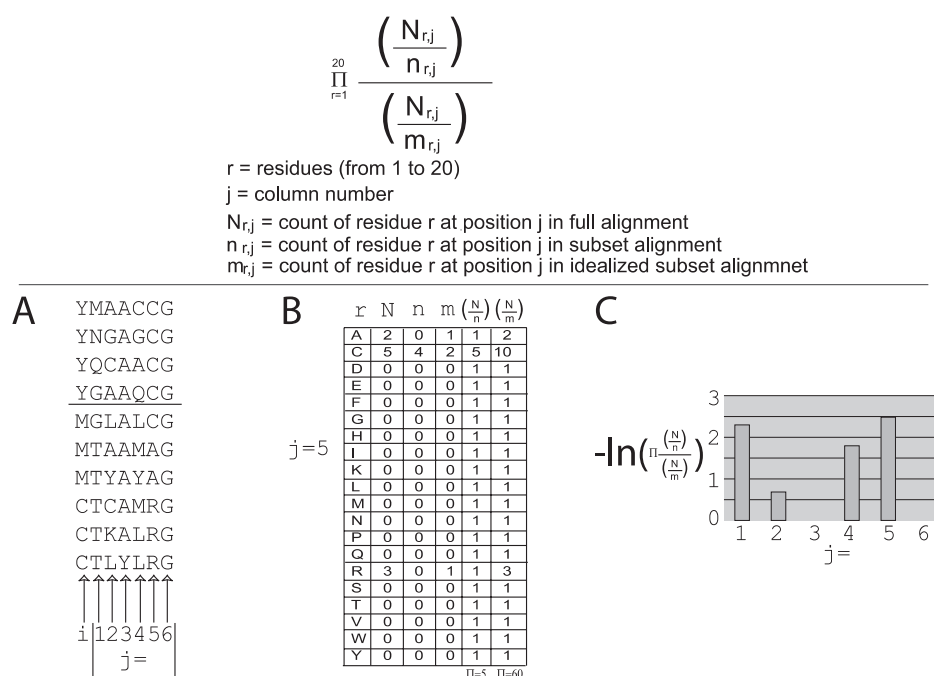 20
Π
r=1
( N r,j / n r,j )
( N r,j / m r,j )
r = residues (from 1 to 20)
j = column number
N r,j = count of residue r at position j in full alignment
n r,j = count of residue r at position j in subset alignment
m r,j = count of residue r at position j in idealized subset alignmnet
A
YMAACCG
YNGAGCG
YQCAACG
YGAAQCG
MGLALCG
MTAAMAG
MTYAYAG
CTCAMRG
CTKALRG
CTLYLRG
i 1 2 3 4 5 6
j=
B
j=5
r N n m (N/n) (N/m)
A 2 0 1 1 2
C 5 4 2 5 10
D 0 0 0 1 1
E 0 0 0 1 1
F 0 0 0 1 1
G 0 0 0 1 1
H 0 0 0 1 1
I 0 0 0 1 1
K 0 0 0 1 1
L 0 0 0 1 1
M 0 0 0 1 1
N 0 0 0 1 1
P 0 0 0 1 1
Q 0 0 0 1 1
R 3 0 1 1 3
S 0 0 0 1 1
T 0 0 0 1 1
V 0 0 0 1 1
W 0 0 0 1 1
Y 0 0 0 1 1
Π=5 Π=60
C
-ln(Π (N/n) / (N/m))
3
2
1
0
1 2 3 4 5 6
j=